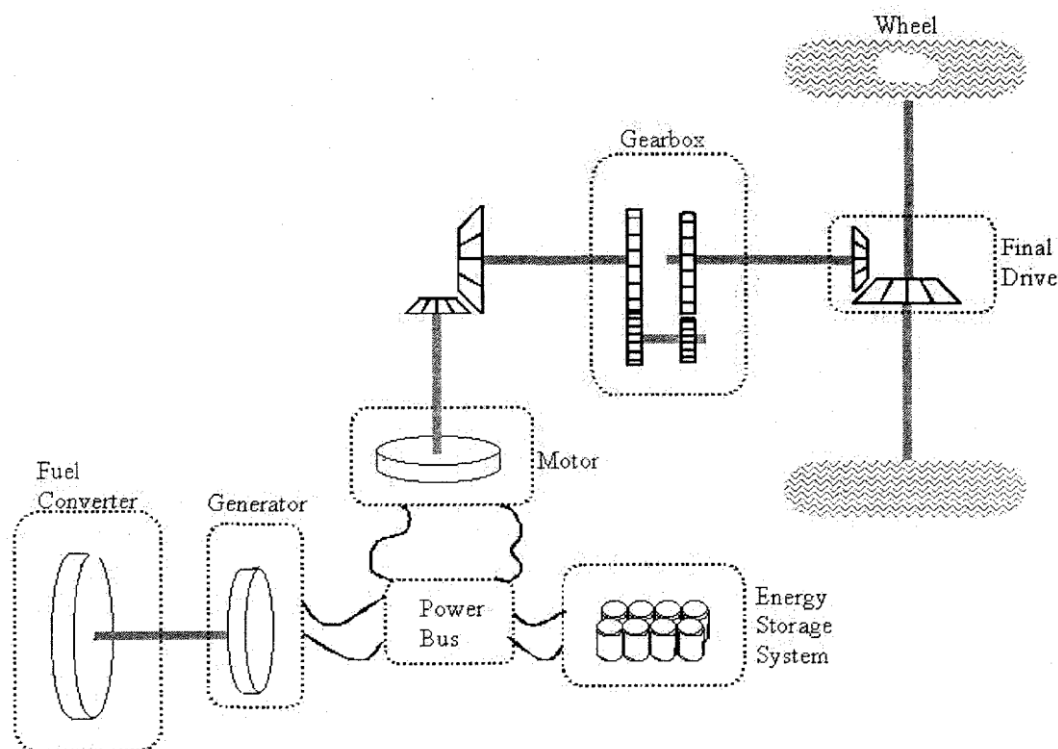 Wheel
Gearbox
Final
Drive
Motor
Fuel
Converter
Generator
Power
Bus
Energy
Storage
System